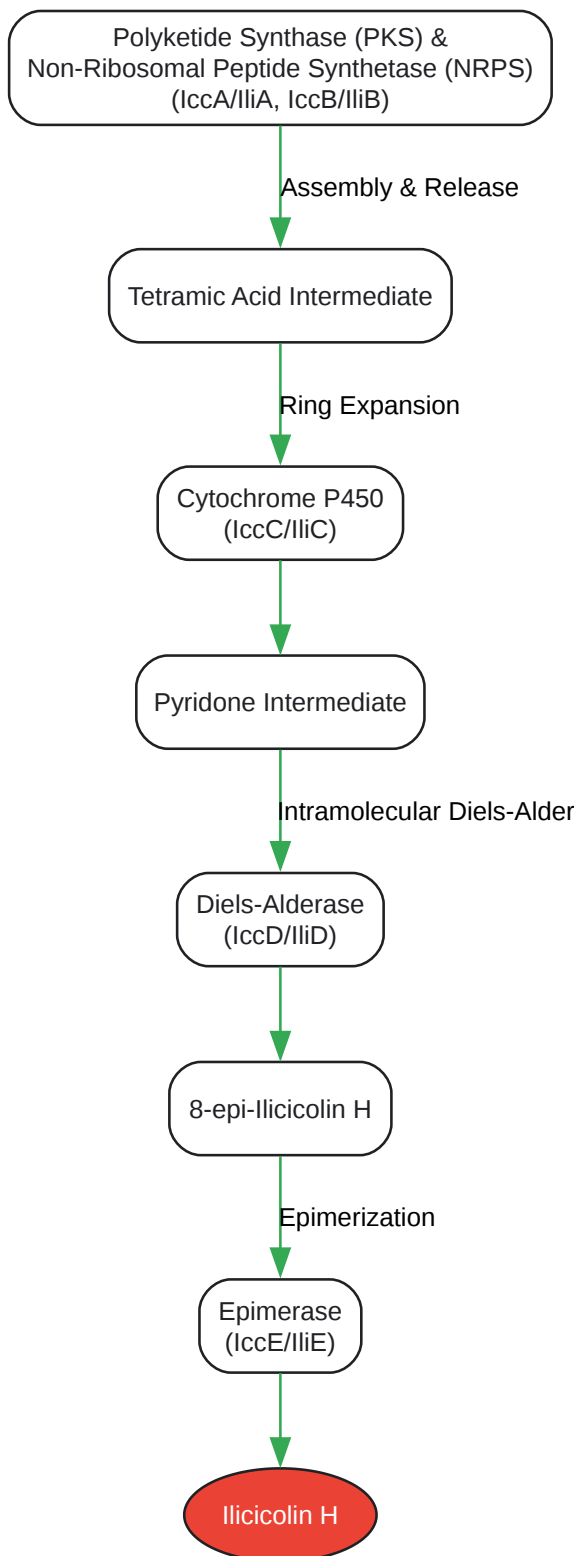 Polyketide Synthase (PKS) &
Non-Ribosomal Peptide Synthetase (NRPS)
(IccA/IliA, IccB/IliB)
Assembly & Release
Tetramic Acid Intermediate
Ring Expansion
Cytochrome P450
(IccC/IliC)
Pyridone Intermediate
Intramolecular Diels-Alder
Diels-Alderase
(IccD/IliD)
8-epi-Ilicicolin H
Epimerization
Epimerase
(IccE/IliE)
Ilicicolin H